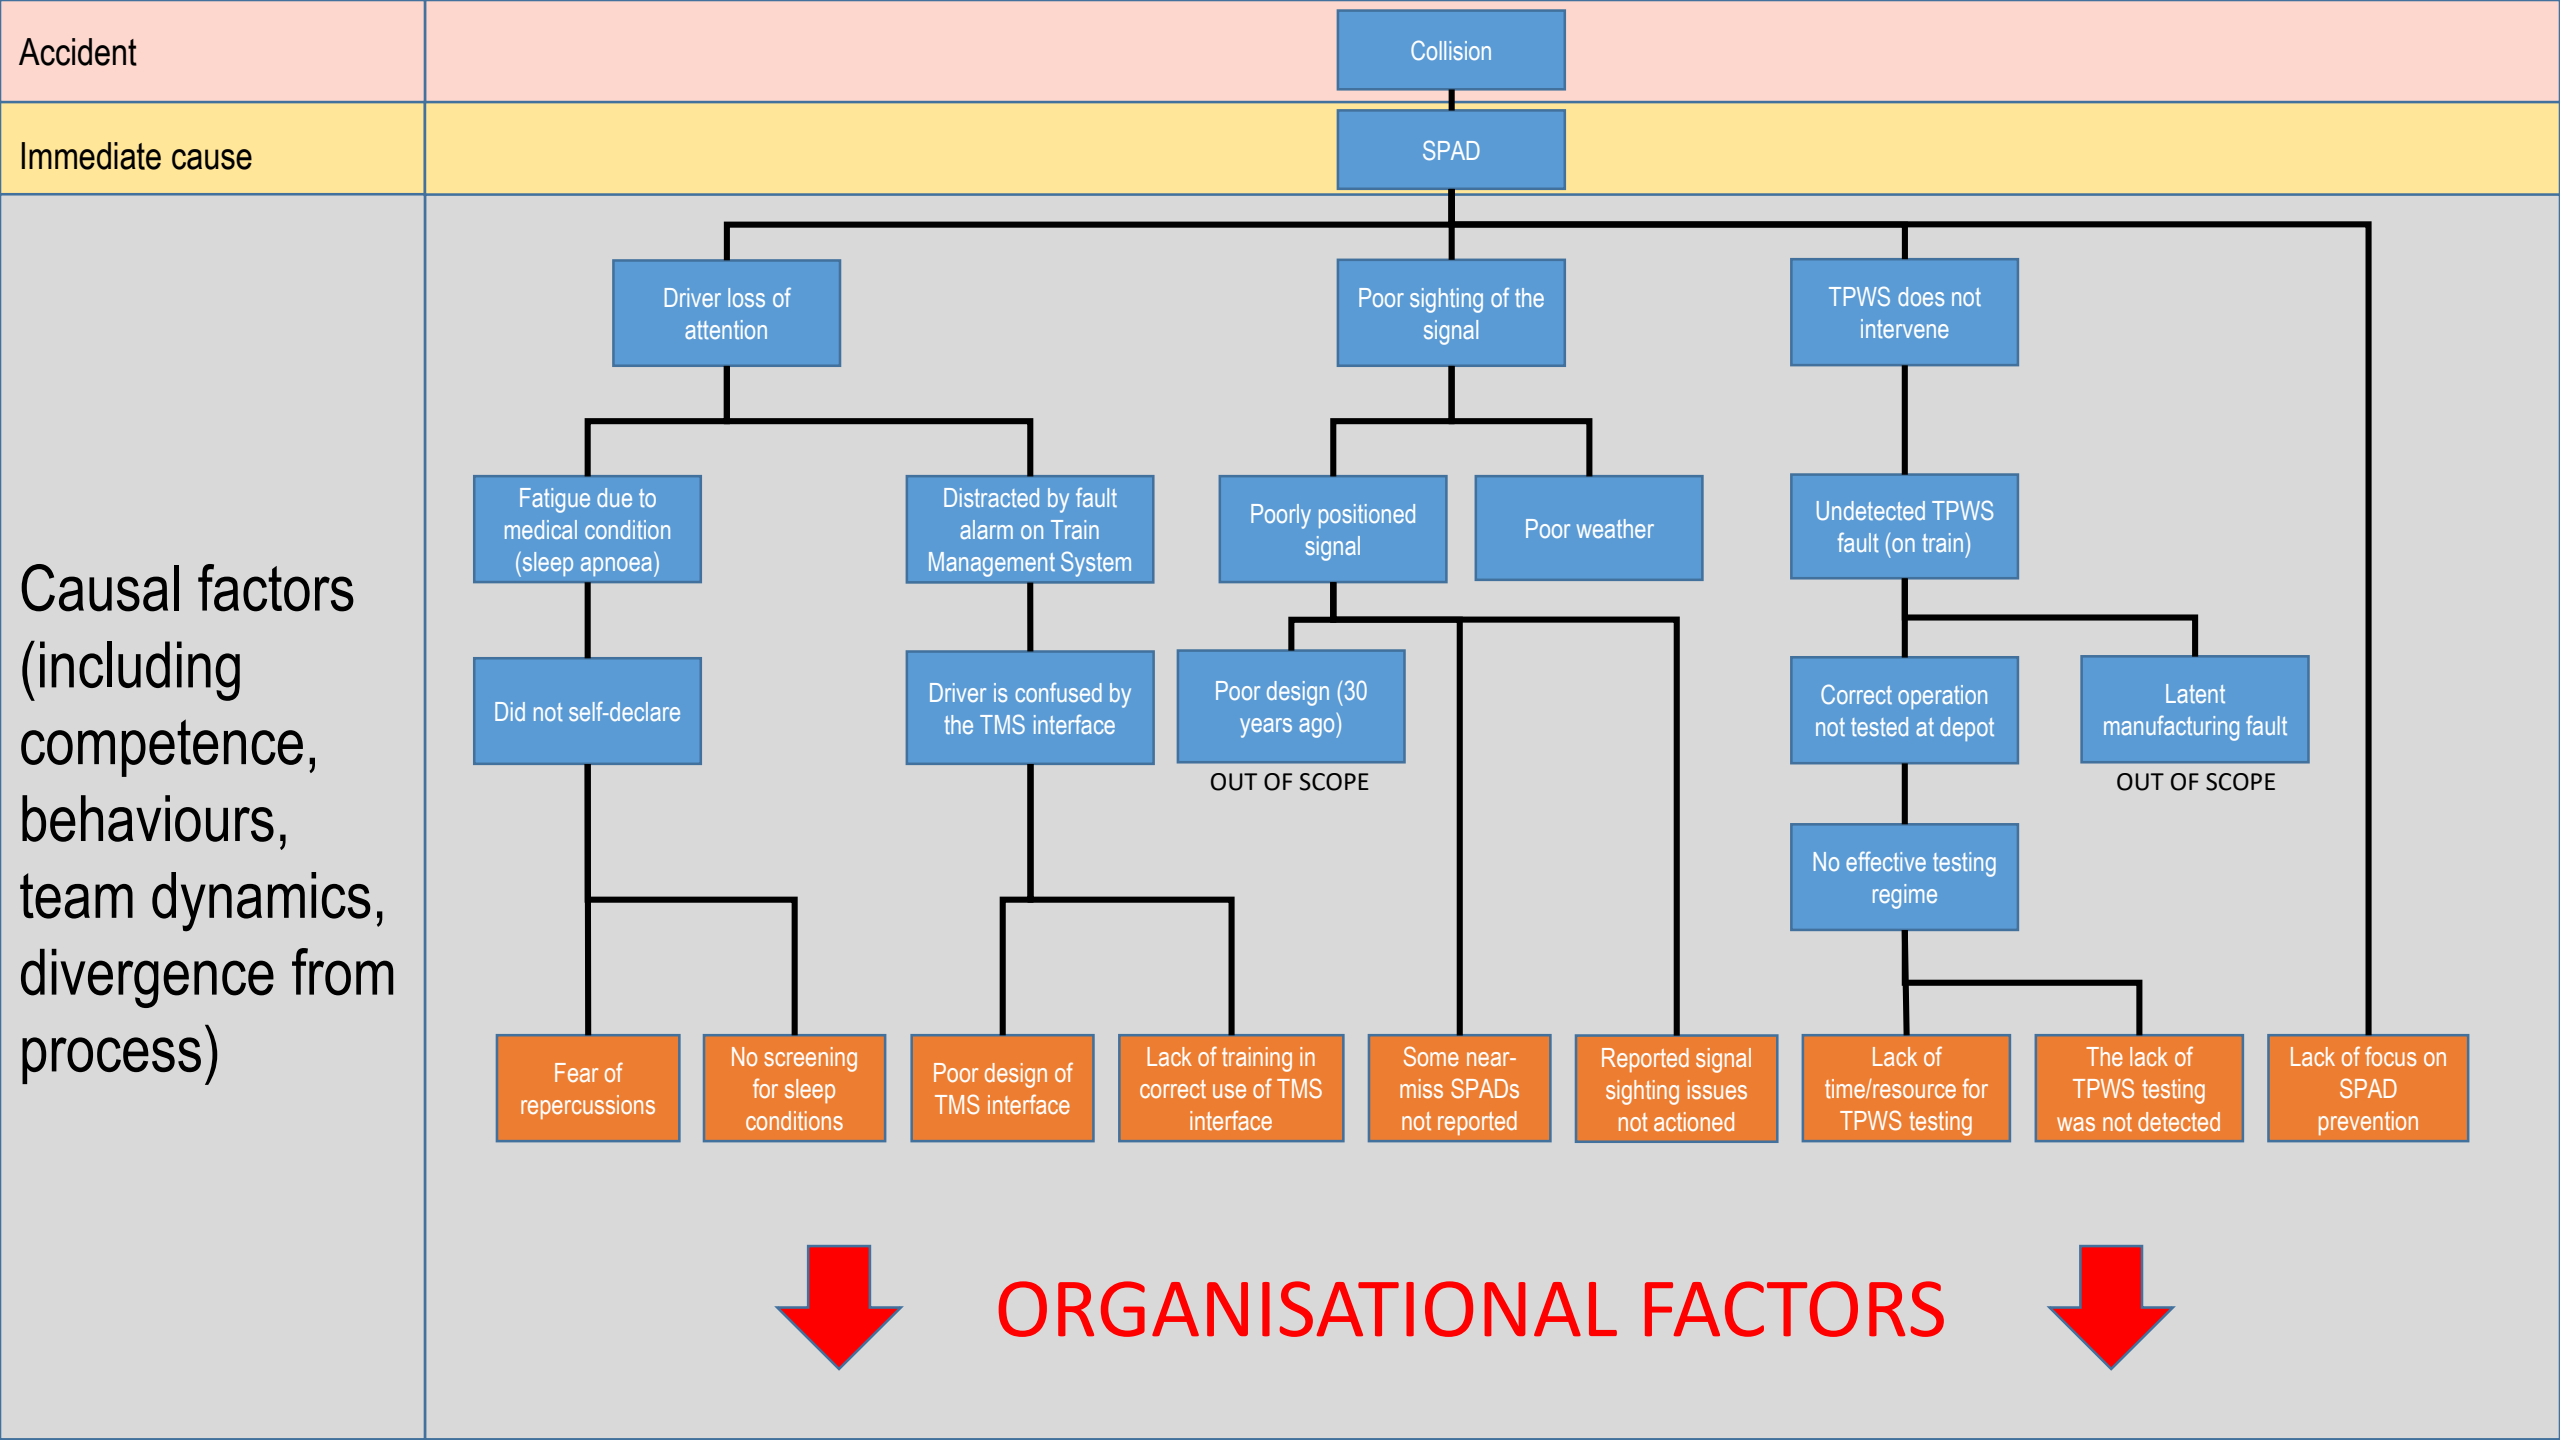 Accident
Collision
Immediate cause
SPAD
Causal factors
(including
competence,
behaviours,
team dynamics,
divergence from
process)
Driver loss of
attention
Poor sighting of the
signal
TPWS does not
intervene
Fatigue due to
medical condition
(sleep apnoea)
Distracted by fault
alarm on Train
Management System
Poorly positioned
signal
Poor weather
Undetected TPWS
fault (on train)
Did not self-declare
Driver is confused by
the TMS interface
Poor design (30
years ago)
OUT OF SCOPE
Correct operation
not tested at depot
Latent
manufacturing fault
OUT OF SCOPE
No effective testing
regime
Fear of
repercussions
No screening
for sleep
conditions
Poor design of
TMS interface
Lack of training in
correct use of TMS
interface
Some near-
miss SPADs
not reported
Reported signal
sighting issues
not actioned
Lack of
time/resource for
TPWS testing
The lack of
TPWS testing
was not detected
Lack of focus on
SPAD
prevention
ORGANISATIONAL FACTORS